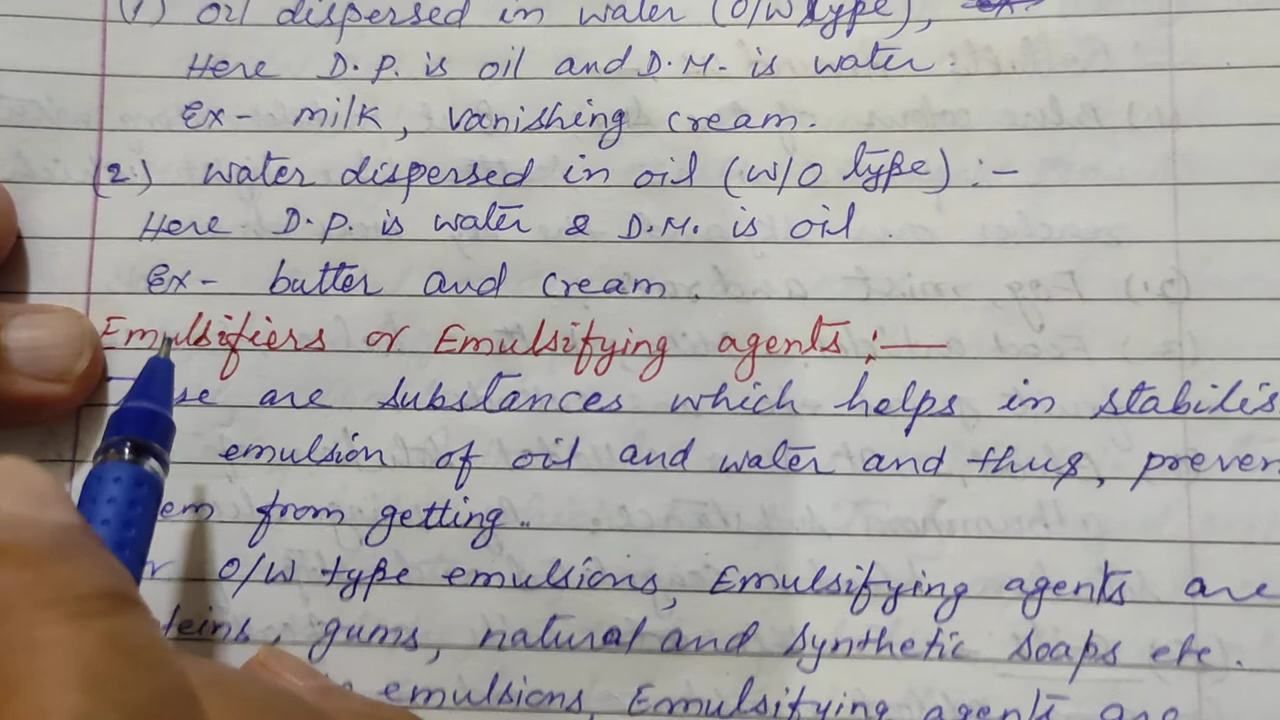 (1) Oil dispersed in water (O/W type),
Here D.P. is oil and D.M. is water.
Ex- milk, vanishing cream.
(2.) water dispersed in oil (W/O type) :-
Here D.P. is water & D.M. is oil.
Ex- butter and cream.
Emulsifiers or Emulsifying agents :—
se are substances which helps in stabilis
emulsion of oil and water and thus, preven
em from getting..
r O/W type emulsions, Emulsifying agents are
teins, gums, natural and synthetic soaps etc.
emulsions, Emulsifying agents are